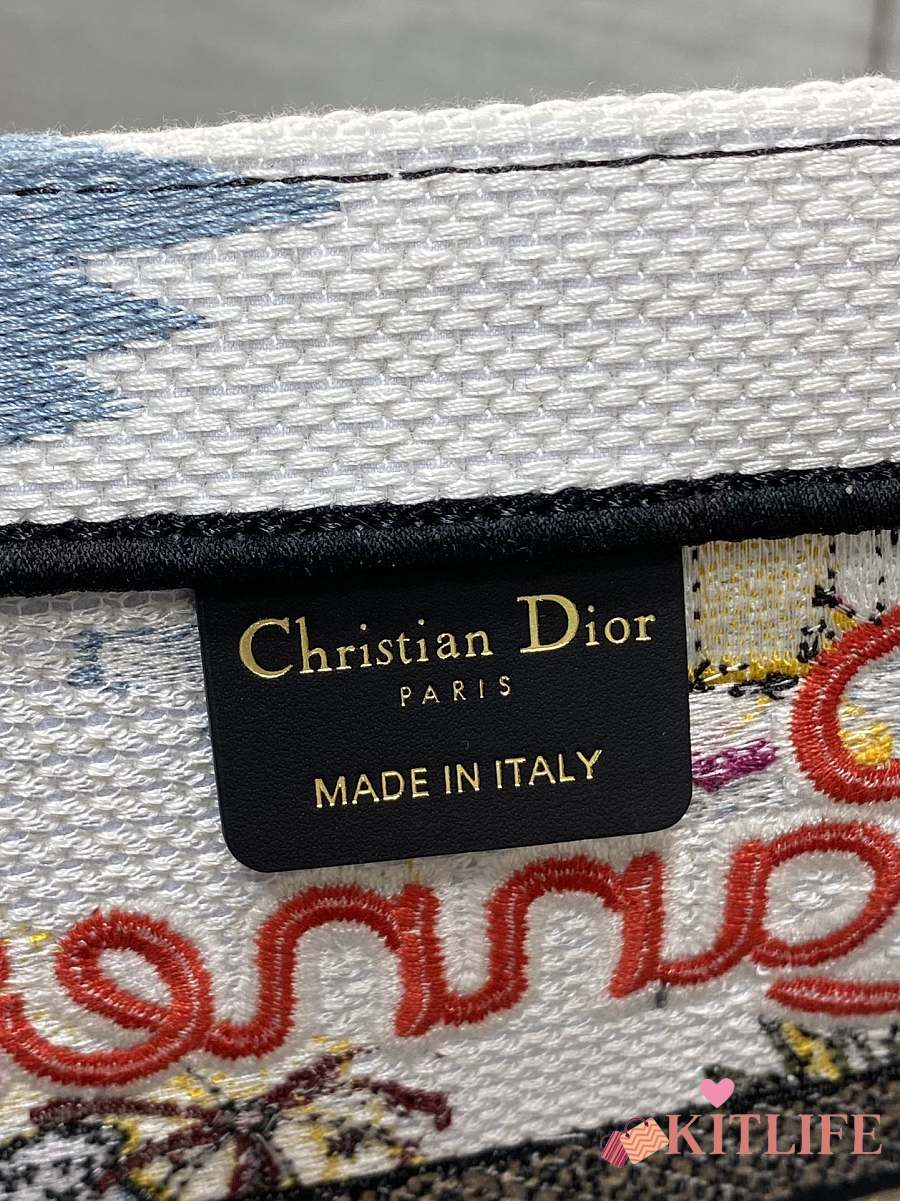 Christian Dior
PARIS
MADE IN ITALY
KITLIFE